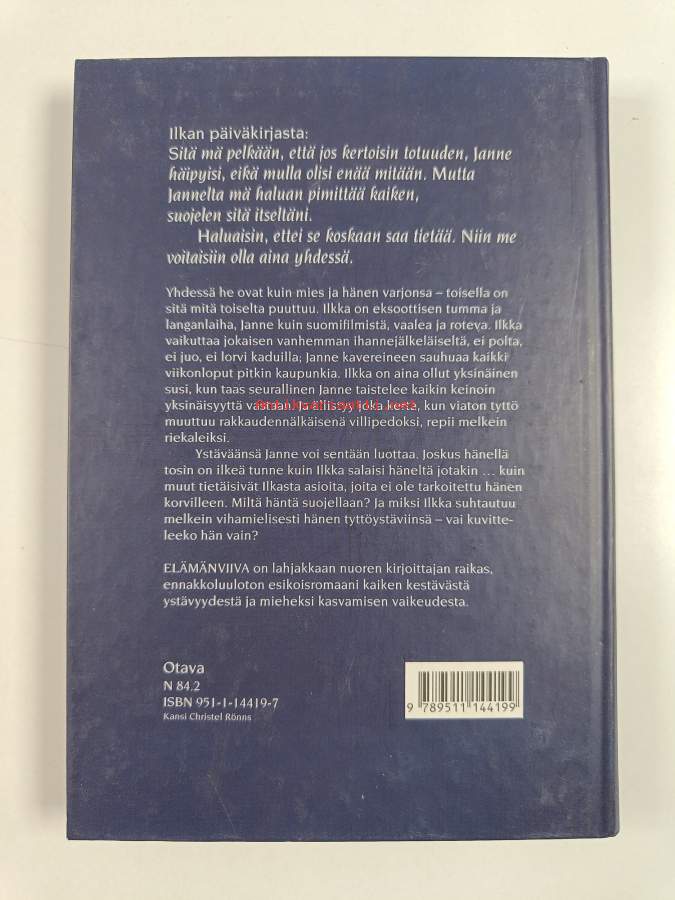 Ilkan päiväkirjasta:
Sitä mä pelkään, että jos kertoisin totuuden, Janne
häipyisi, eikä mulla olisi enää mitään. Mutta
Jannelta mä haluan pimittää kaiken,
suojelen sitä itseltäni.
Haluaisin, ettei se koskaan saa tietää. Niin me
voitaisiin olla aina yhdessä.
Yhdessä he ovat kuin mies ja hänen varjonsa – toisella on
sitä mitä toiselta puuttuu. Ilkka on eksoottisen tumma ja
langanlaiha, Janne kuin suomifilmistä, vaalea ja roteva. Ilkka
vaikuttaa jokaisen vanhemman ihannejälkeläiseltä, ei polta,
ei juo, ei lorvi kaduilla; Janne kavereineen sauhuaa kaikki
viikonloput pitkin kaupunkia. Ilkka on aina ollut yksinäinen
susi, kun taas seurallinen Janne taistelee kaikin keinoin
yksinäisyyttä vastaan. Ja ällistyy joka kerta, kun viaton tyttö
muuttuu rakkaudennälkäisenä villipedoksi, repii melkein
riekaleiksi.
Ystäväänsä Janne voi sentään luottaa. Joskus hänellä
tosin on ilkeä tunne kuin Ilkka salaisi häneltä jotakin ... kuin
muut tietäisivät Ilkasta asioita, joita ei ole tarkoitettu hänen
korvilleen. Miltä häntä suojellaan? Ja miksi Ilkka suhtautuu
melkein vihamielisesti hänen tyttöystäviinsä – vai kuvitte-
leeko hän vain?
ELÄMÄNVIIVA on lahjakkaan nuoren kirjoittajan raikas,
ennakkoluuloton esikoisromaani kaiken kestävästä
ystävyydestä ja mieheksi kasvamisen vaikeudesta.
Otava
N 84.2
ISBN 951-1-14419-7
Kansi Christel Rönns
9 789511 144199